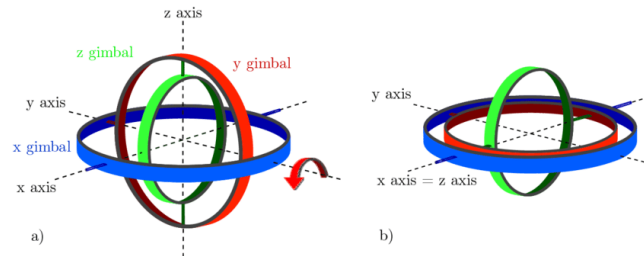 z axis
z gimbal
y gimbal
y axis
x gimbal
x axis
a)
y axis
x axis = z axis
b)